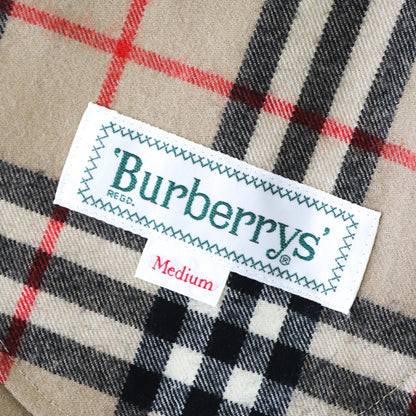 'Burberrys'
REGD.
®
Medium